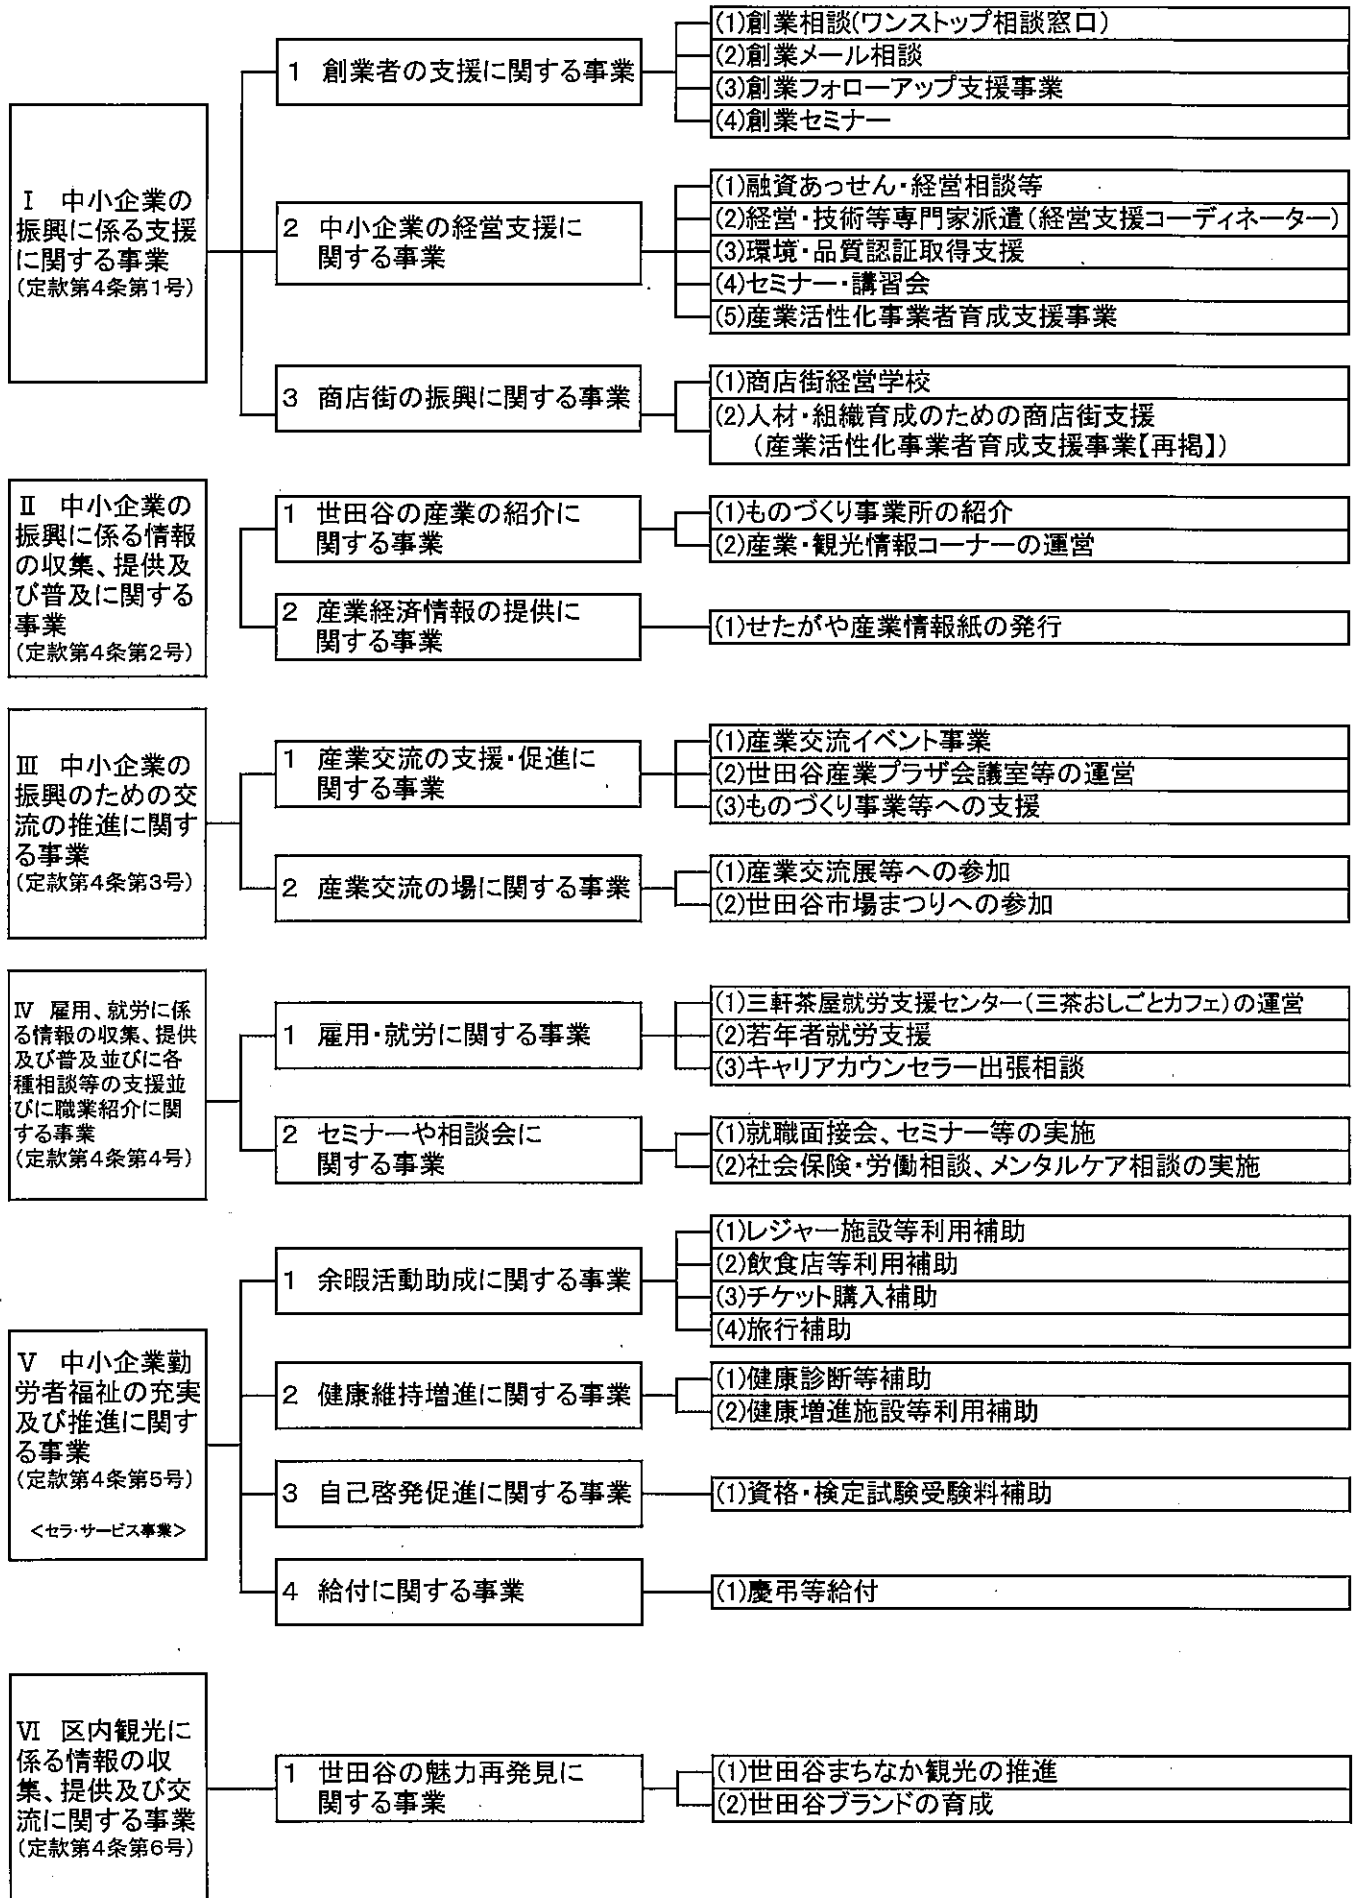 Ⅰ 中小企業の
振興に係る支援
に関する事業
(定款第4条第1号)
1 創業者の支援に関する事業
(1)創業相談(ワンストップ相談窓口)
(2)創業メール相談
(3)創業フォローアップ支援事業
(4)創業セミナー
2 中小企業の経営支援に
関する事業
(1)融資あっせん・経営相談等
(2)経営・技術等専門家派遣(経営支援コーディネーター)
(3)環境・品質認証取得支援
(4)セミナー・講習会
(5)産業活性化事業者育成支援事業
3 商店街の振興に関する事業
(1)商店街経営学校
(2)人材・組織育成のための商店街支援
(産業活性化事業者育成支援事業【再掲】)
Ⅱ 中小企業の
振興に係る情報
の収集、提供及
び普及に関する
事業
(定款第4条第2号)
1 世田谷の産業の紹介に
関する事業
(1)ものづくり事業所の紹介
(2)産業・観光情報コーナーの運営
2 産業経済情報の提供に
関する事業
(1)せたがや産業情報紙の発行
Ⅲ 中小企業の
振興のための交
流の推進に関す
る事業
(定款第4条第3号)
1 産業交流の支援・促進に
関する事業
(1)産業交流イベント事業
(2)世田谷産業プラザ会議室等の運営
(3)ものづくり事業等への支援
2 産業交流の場に関する事業
(1)産業交流展等への参加
(2)世田谷市場まつりへの参加
Ⅳ 雇用、就労に係
る情報の収集、提供
及び普及並びに各
種相談等の支援並
びに職業紹介に関
する事業
(定款第4条第4号)
1 雇用・就労に関する事業
(1)三軒茶屋就労支援センター(三茶おしごとカフェ)の運営
(2)若年者就労支援
(3)キャリアカウンセラー出張相談
2 セミナーや相談会に
関する事業
(1)就職面接会、セミナー等の実施
(2)社会保険・労働相談、メンタルケア相談の実施
Ⅴ 中小企業勤
労者福祉の充実
及び推進に関す
る事業
(定款第4条第5号)
<セラ・サービス事業>
1 余暇活動助成に関する事業
(1)レジャー施設等利用補助
(2)飲食店等利用補助
(3)チケット購入補助
(4)旅行補助
2 健康維持増進に関する事業
(1)健康診断等補助
(2)健康増進施設等利用補助
3 自己啓発促進に関する事業
(1)資格・検定試験受験料補助
4 給付に関する事業
(1)慶弔等給付
Ⅵ 区内観光に
係る情報の収
集、提供及び交
流に関する事業
(定款第4条第6号)
1 世田谷の魅力再発見に
関する事業
(1)世田谷まちなか観光の推進
(2)世田谷ブランドの育成